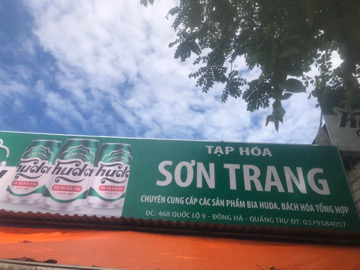 TẠP HÓA
SƠN TRANG
CHUYÊN CUNG CẤP CÁC SẢN PHẨM BIA HUDA. BÁCH HÓA TỔNG HỢP
ĐC: 468 QUỐC LỘ 9 - ĐÔNG HÀ - QUẢNG TRỊ/ ĐT: 0379584057
Huda
Huda
Huda